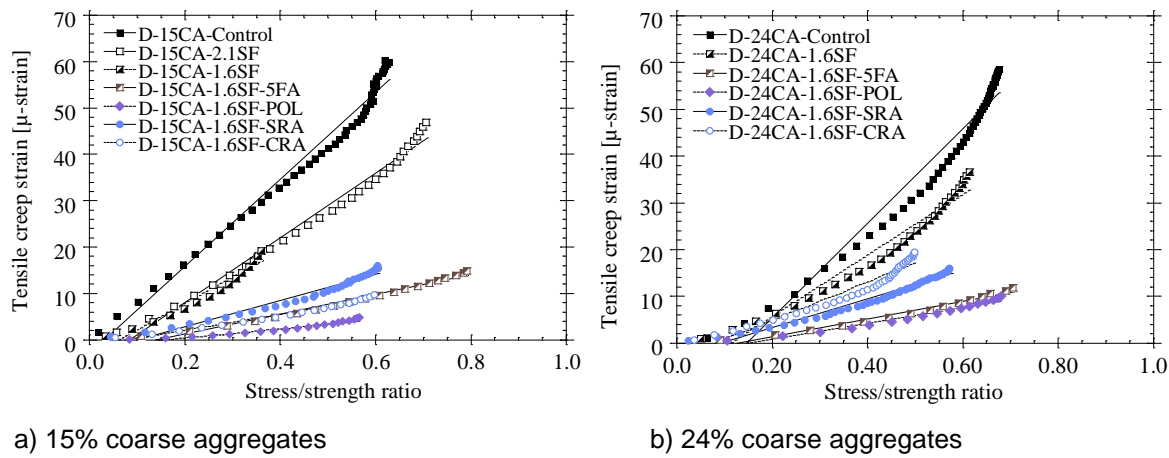 D-15CA-Control
D-15CA-2.1SF
D-15CA-1.6SF
D-15CA-1.6SF-5FA
D-15CA-1.6SF-POL
D-15CA-1.6SF-SRA
D-15CA-1.6SF-CRA
Tensile creep strain [μ-strain]
60
50
40
30
20
10
0
0.0 0.2 0.4 0.6 0.8 1.0
Stress/strength ratio
a) 15% coarse aggregates
D-24CA-Control
D-24CA-1.6SF
D-24CA-1.6SF-5FA
D-24CA-1.6SF-POL
D-24CA-1.6SF-SRA
D-24CA-1.6SF-CRA
Tensile creep strain [μ-strain]
60
50
40
30
20
10
0
0.00 0.20 0.40 0.60 0.80 1.00
Stress/strength ratio
b) 24% coarse aggregates